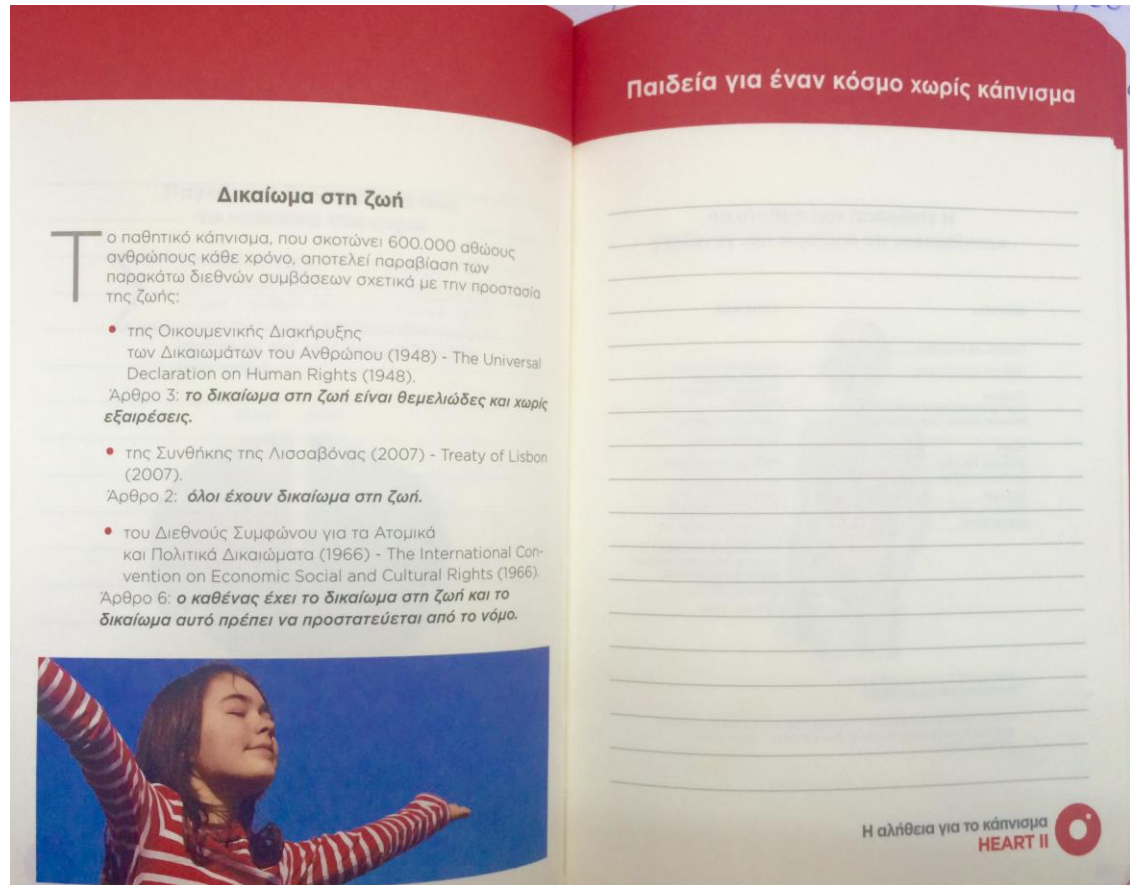 Παιδεία για έναν κόσμο χωρίς κάπνισμα
Δικαίωμα στη ζωή
Το παθητικό κάπνισμα, που σκοτώνει 600.000 αθώους
ανθρώπους κάθε χρόνο, αποτελεί παραβίαση των
παρακάτω διεθνών συμβάσεων σχετικά με την προστασία
της ζωής:
• της Οικουμενικής Διακήρυξης
των Δικαιωμάτων του Ανθρώπου (1948) - The Universal
Declaration on Human Rights (1948).
Άρθρο 3: το δικαίωμα στη ζωή είναι θεμελιώδες και χωρίς
εξαιρέσεις.
• της Συνθήκης της Λισσαβόνας (2007) - Treaty of Lisbon
(2007).
Άρθρο 2: όλοι έχουν δικαίωμα στη ζωή.
• του Διεθνούς Συμφώνου για τα Ατομικά
και Πολιτικά Δικαιώματα (1966) - The International Con-
vention on Economic Social and Cultural Rights (1966).
Άρθρο 6: ο καθένας έχει το δικαίωμα στη ζωή και το
δικαίωμα αυτό πρέπει να προστατεύεται από το νόμο.
Η αλήθεια για το κάπνισμα
HEART II